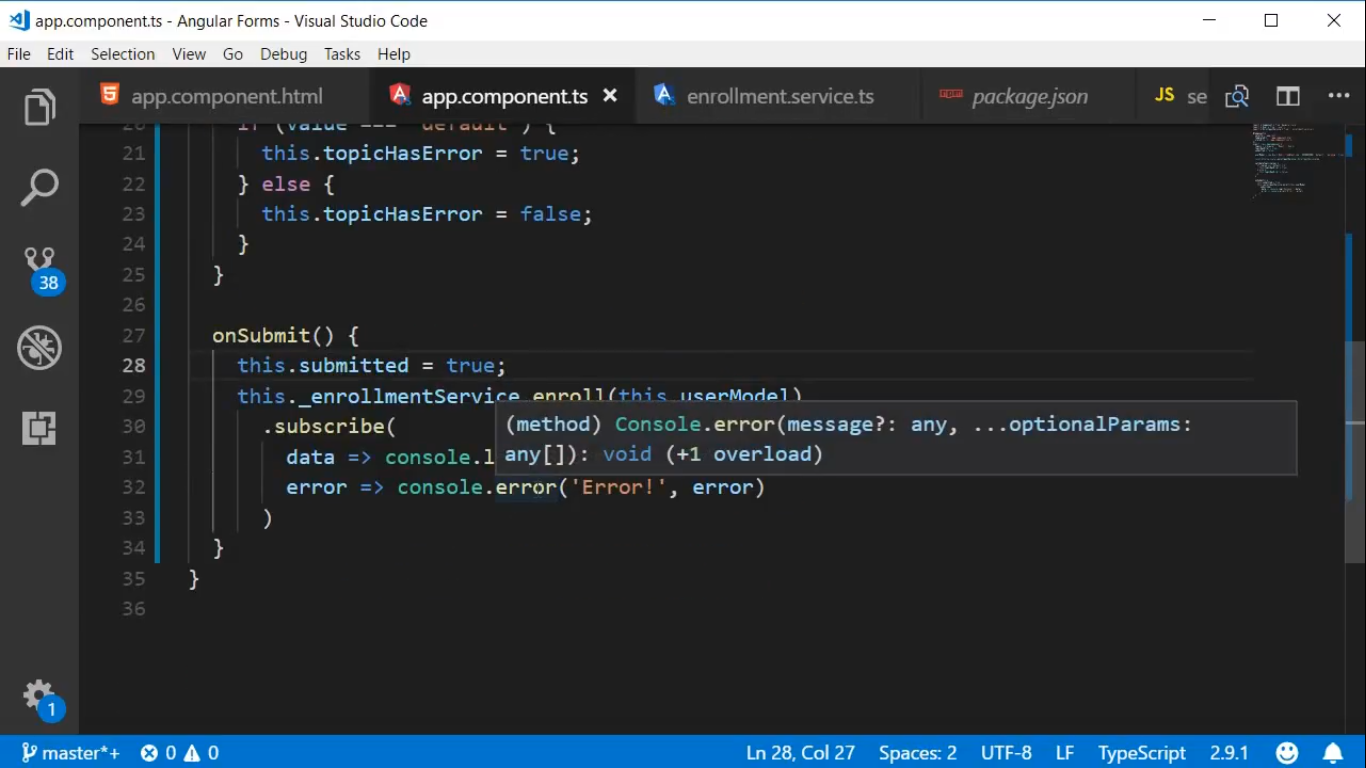 app.component.ts - Angular Forms - Visual Studio Code
File Edit Selection View Go Debug Tasks Help
app.component.html app.component.ts enrollment.service.ts package.json JS se
20 if (value === 'default') {
21 this.topicHasError = true;
22 } else {
23 this.topicHasError = false;
24 }
25 }
26
27 onSubmit() {
28 this.submitted = true;
29 this._enrollmentService.enroll(this.userModel)
30 .subscribe(
(method) Console.error(message?: any, ...optionalParams:
any[]): void (+1 overload)
31 data => console.l
32 error => console.error('Error!', error)
33 )
34 }
35 }
36
38
1
master*+ 0 0 Ln 28, Col 27 Spaces: 2 UTF-8 LF TypeScript 2.9.1